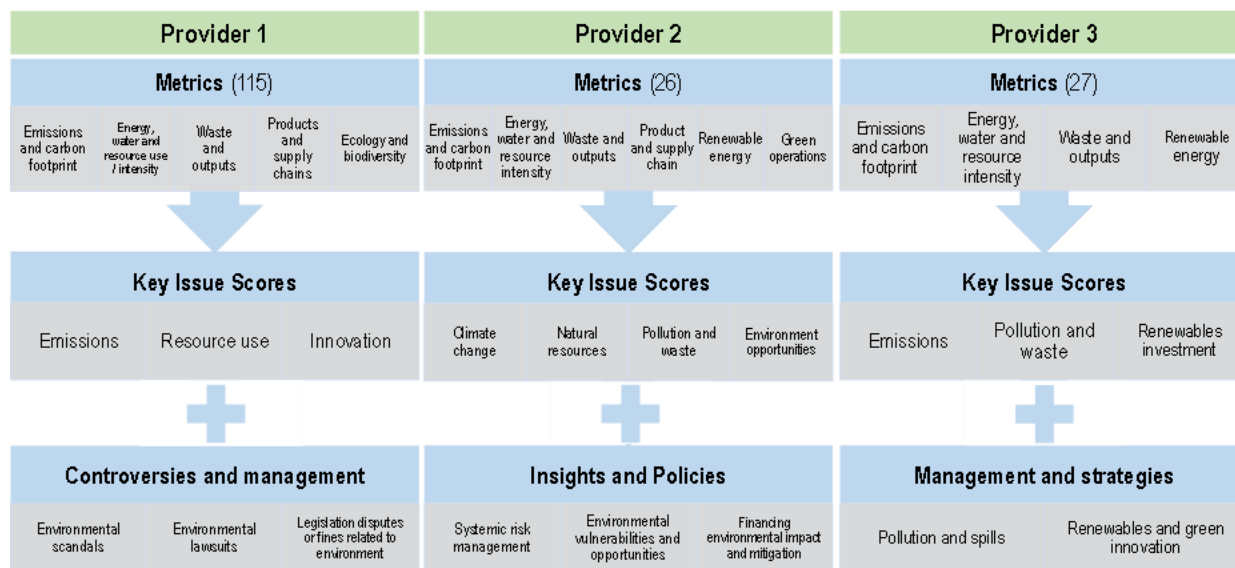 Provider 1
Provider 2
Provider 3
Metrics (115)
Metrics (26)
Metrics (27)
Emissions
and carbon
footprint
Energy,
water and
resource use
/ intensity
Waste
and
outputs
Products
and
supply
chains
Ecology and
biodiversity
Emissions
and carbon
footprint
Energy,
water and
resource
intensity
Waste and
outputs
Product
and supply
chain
Renewable
energy
Green
operations
Emissions
and carbon
footprint
Energy,
water and
resource
intensity
Waste and
outputs
Renewable
energy
Key Issue Scores
Key Issue Scores
Key Issue Scores
Emissions
Resource use
Innovation
Climate
change
Natural
resources
Pollution and
waste
Environment
opportunities
Emissions
Pollution and
waste
Renewables
investment
Controversies and management
Insights and Policies
Management and strategies
Environmental
scandals
Environmental
lawsuits
Legislation disputes
or fines related to
environment
Systemic risk
management
Environmental
vulnerabilities and
opportunities
Financing
environmental impact
and mitigation
Pollution and spills
Renewables and green
innovation